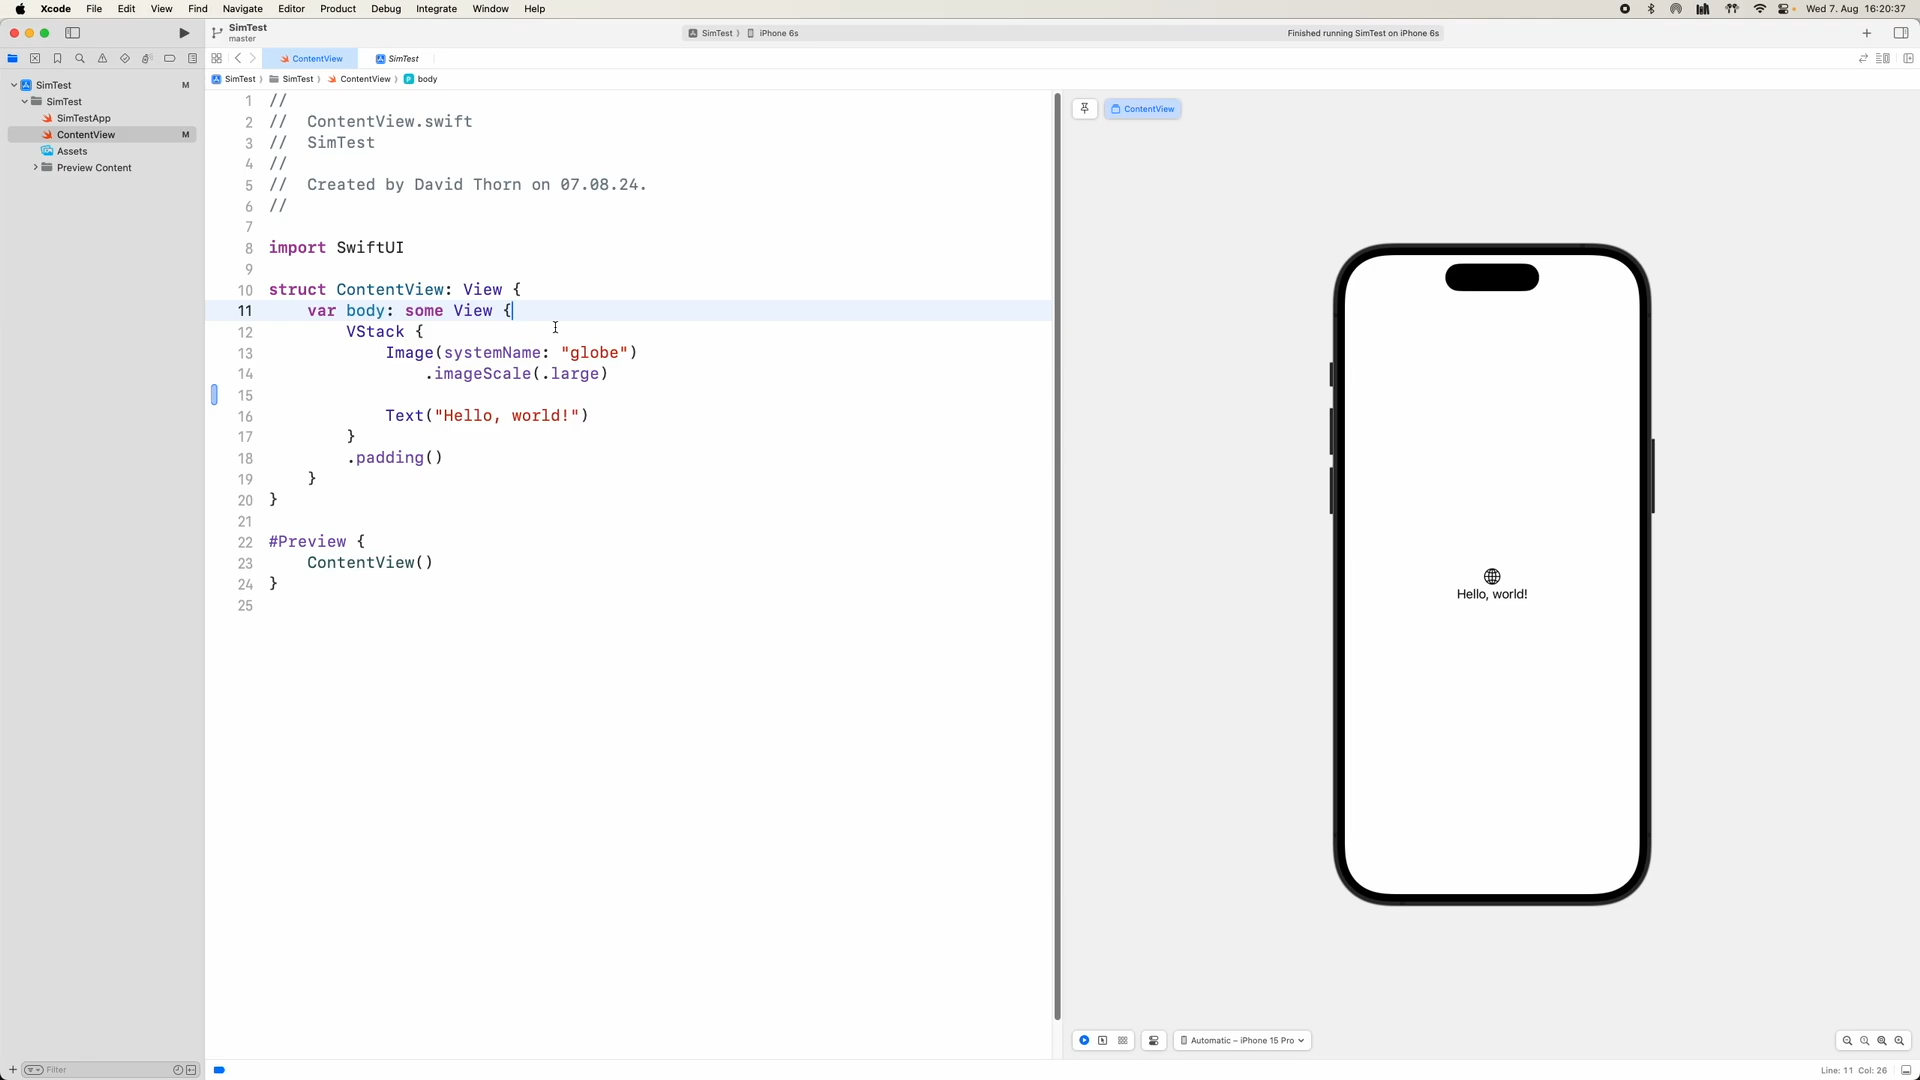 Xcode File Edit View Find Navigate Editor Product Debug Integrate Window Help Wed 7. Aug 16:20:37
SimTest
master
SimTest iPhone 6s Finished running SimTest on iPhone 6s
ContentView SimTest
SimTest SimTest ContentView body
SimTest M
SimTest
SimTestApp
ContentView M
Assets
Preview Content
1 //
2 //  ContentView.swift
3 //  SimTest
4 //
5 //  Created by David Thorn on 07.08.24.
6 //
7
8 import SwiftUI
9
10 struct ContentView: View {
11     var body: some View {
12         VStack {
13             Image(systemName: "globe")
14                 .imageScale(.large)
15
16             Text("Hello, world!")
17         }
18         .padding()
19     }
20 }
21
22 #Preview {
23     ContentView()
24 }
25
ContentView
Hello, world!
Automatic – iPhone 15 Pro
Filter
Line: 11 Col: 26